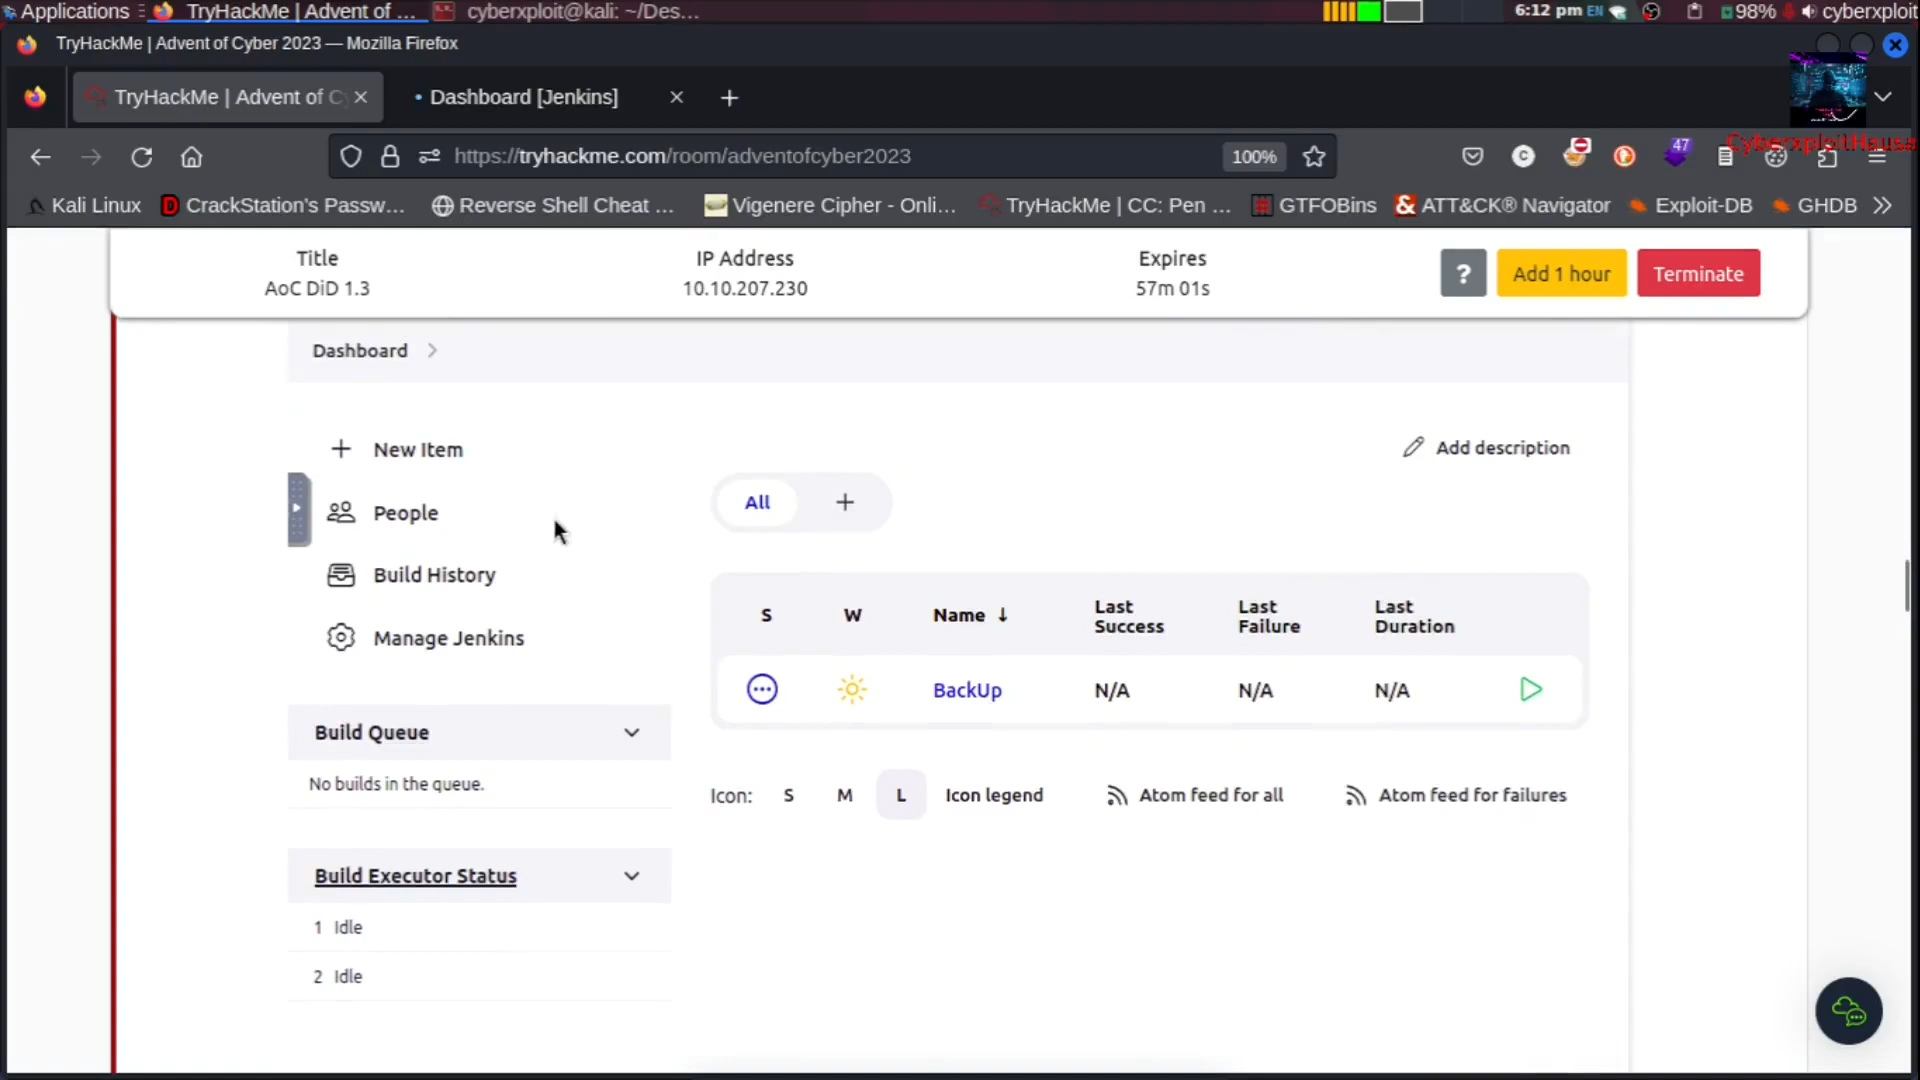 Applications TryHackMe | Advent of ... cyberxploit@kali: ~/Des... 6:12 pm EN 98% cyberxploit
TryHackMe | Advent of Cyber 2023 — Mozilla Firefox
TryHackMe | Advent of C Dashboard [Jenkins]
https://tryhackme.com/room/adventofcyber2023 100% 47
CyberxploitHausa
Kali Linux CrackStation's Passw... Reverse Shell Cheat ... Vigenere Cipher - Onli... TryHackMe | CC: Pen ... GTFOBins ATT&CK® Navigator Exploit-DB GHDB
Title IP Address Expires
AoC DiD 1.3 10.10.207.230 57m 01s
? Add 1 hour Terminate
Dashboard
New Item
People
Build History
Manage Jenkins
Add description
All +
S W Name ↓ Last Success Last Failure Last Duration
BackUp N/A N/A N/A
Build Queue
No builds in the queue.
Icon: S M L Icon legend Atom feed for all Atom feed for failures
Build Executor Status
1 Idle
2 Idle